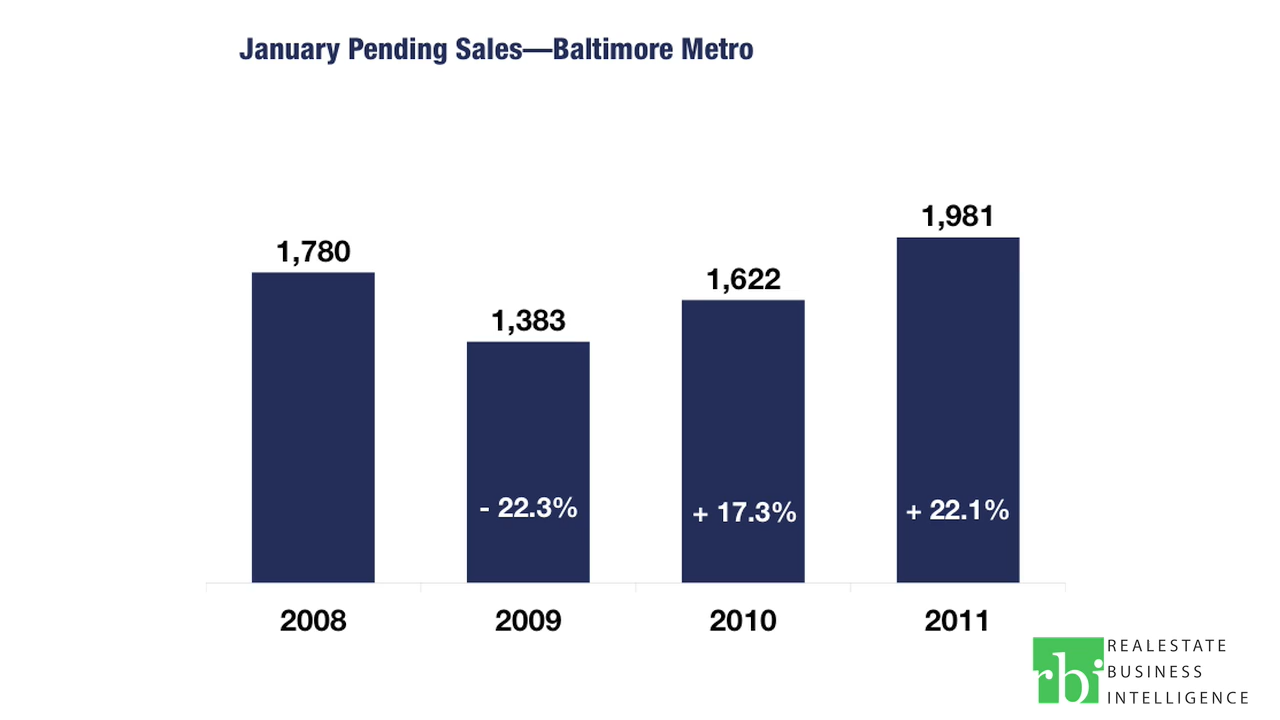 January Pending Sales—Baltimore Metro
1,780
1,383
1,622
1,981
- 22.3%
+ 17.3%
+ 22.1%
2008
2009
2010
2011
rbi
REALESTATE
BUSINESS
INTELLIGENCE